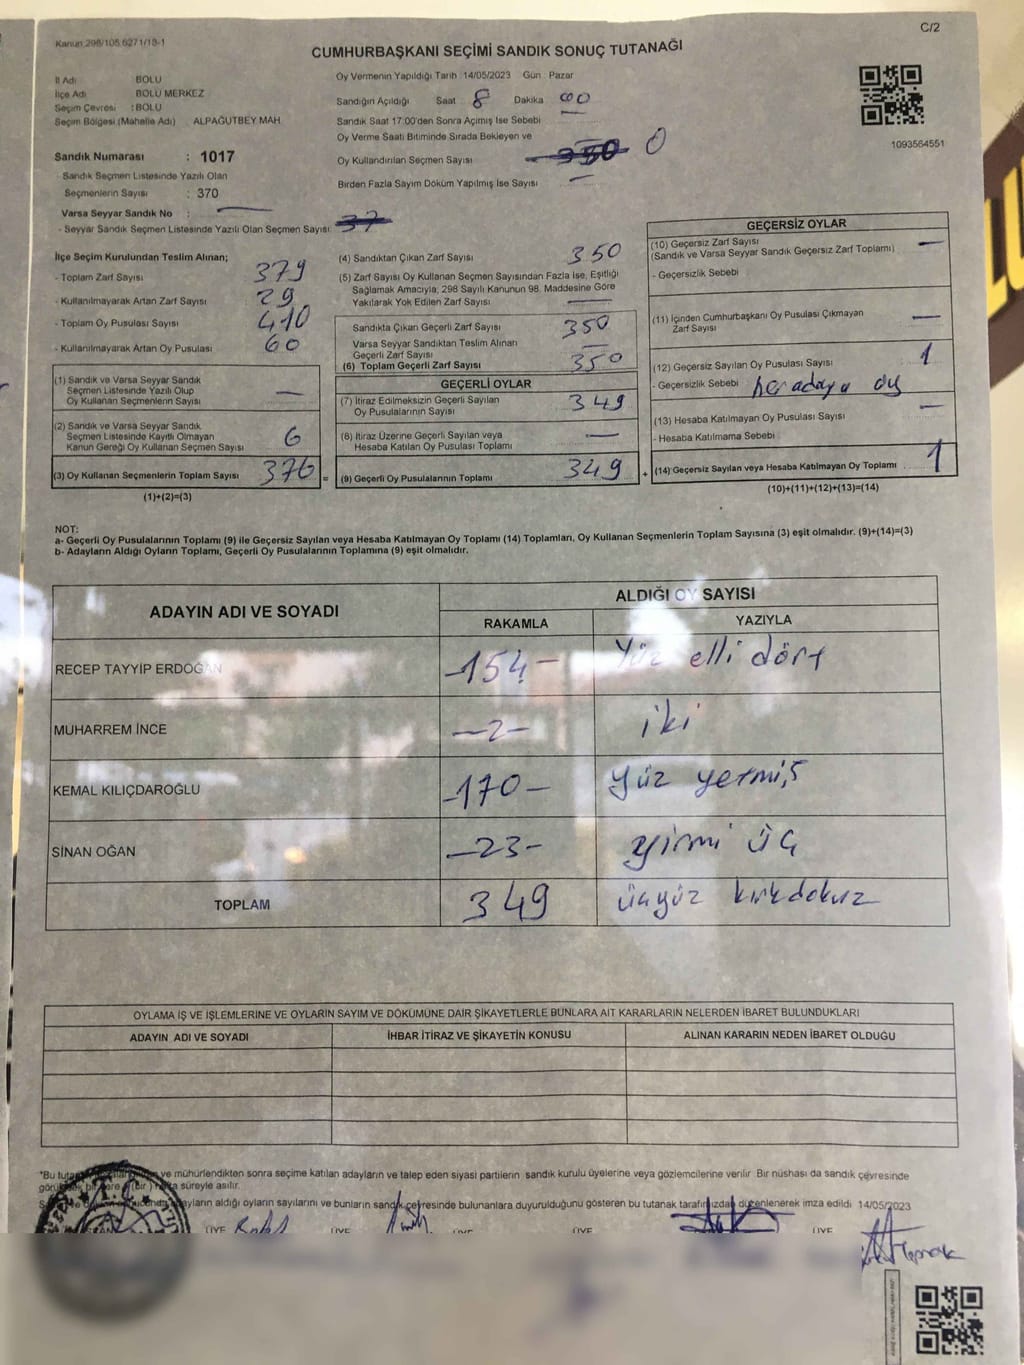 Kanun 298/105,6271/18-1
C/2
CUMHURBAŞKANI SEÇİMİ SANDIK SONUÇ TUTANAĞI
İl Adı : BOLU
İlçe Adı : BOLU MERKEZ
Seçim Çevresi : BOLU
Seçim Bölgesi (Mahelle Adı) ALPAĞUTBEY MAH
Sandık Numarası : 1017
- Sandık Seçmen Listesinde Yazılı Olan
Seçmenlerin Sayısı : 370
Varsa Seyyar Sandık No :
- Seyyar Sandık Seçmen Listesinde Yazılı Olan Seçmen Sayısı: 37
Oy Vermenin Yapıldığı Tarih 14/05/2023 Gün : Pazar
Sandığın Açıldığı Saat 8 Dakika 00
Sandık Saat 17:00'den Sonra Açımış İse Sebebi
Oy Verme Saati Bitiminde Sırada Bekleyen ve
Oy Kullandırılan Seçmen Sayısı 350 0
Birden Fazla Sayım Döküm Yapılmış İse Sayısı
1093564551
İlçe Seçim Kurulundan Teslim Alınan;
- Toplam Zarf Sayısı 379
- Kullanılmayarak Artan Zarf Sayısı 29
- Toplam Oy Pusulası Sayısı 410
- Kullanılmayarak Artan Oy Pusulası 60
(1) Sandık ve Varsa Seyyar Sandık
Seçmen Listesinde Yazılı Olup
Oy Kullanan Seçmenlerin Sayısı —
(2) Sandık ve Varsa Seyyar Sandık
Seçmen Listesinde Kayıtlı Olmayan
Kanun Gereği Oy Kullanan Seçmen Sayısı 6
(3) Oy Kullanan Seçmenlerin Toplam Sayısı 376 =
(1)+(2)=(3)
(4) Sandıktan Çıkan Zarf Sayısı 350
(5) Zarf Sayısı Oy Kullanan Seçmen Sayısından Fazla İse, Eşitliği
Sağlamak Amacıyla, 298 Sayılı Kanunun 98. Maddesine Göre
Yakılarak Yok Edilen Zarf Sayısı
Sandıkta Çıkan Geçerli Zarf Sayısı 350
Varsa Seyyar Sandıktan Teslim Alınan
Geçerli Zarf Sayısı —
(6) Toplam Geçerli Zarf Sayısı 350
GEÇERLİ OYLAR
(7) İtiraz Edilmeksizin Geçerli Sayılan
Oy Pusulalarının Sayısı 349
(8) İtiraz Üzerine Geçerli Sayılan veya
Hesaba Katılan Oy Pusulası Toplamı —
(9) Geçerli Oy Pusulalarının Toplamı 349 +
GEÇERSİZ OYLAR
(10) Geçersiz Zarf Sayısı —
(Sandık ve Varsa Seyyar Sandık Geçersiz Zarf Toplamı)
- Geçersizlik Sebebi
(11) İçinden Cumhurbaşkanı Oy Pusulası Çıkmayan
Zarf Sayısı —
(12) Geçersiz Sayılan Oy Pusulası Sayısı 1
- Geçersizlik Sebebi her adaya oy
(13) Hesaba Katılmayan Oy Pusulası Sayısı —
- Hesaba Katılmama Sebebi
(14) Geçersiz Sayılan veya Hesaba Katılmayan Oy Toplamı 1
(10)+(11)+(12)+(13)=(14)
NOT:
a- Geçerli Oy Pusulalarının Toplamı (9) ile Geçersiz Sayılan veya Hesaba Katılmayan Oy Toplamı (14) Toplamları, Oy Kullanan Seçmenlerin Toplam Sayısına (3) eşit olmalıdır. (9)+(14)=(3)
b- Adayların Aldığı Oyların Toplamı, Geçerli Oy Pusulalarının Toplamına (9) eşit olmalıdır.
ADAYIN ADI VE SOYADI
ALDIĞI OY SAYISI
RAKAMLA YAZIYLA
RECEP TAYYİP ERDOĞAN -154- Yüz elli dört
MUHARREM İNCE -2- iki
KEMAL KILIÇDAROĞLU -170- yüz yetmiş
SİNAN OĞAN -23- yirmi üç
TOPLAM 349 üçyüz kırkdokuz
OYLAMA İŞ VE İŞLEMLERİNE VE OYLARIN SAYIM VE DÖKÜMÜNE DAİR ŞİKAYETLERLE BUNLARA AİT KARARLARIN NELERDEN İBARET BULUNDUKLARI
ADAYIN ADI VE SOYADI İHBAR İTİRAZ VE ŞİKAYETİN KONUSU ALINAN KARARIN NEDEN İBARET OLDUĞU
*Bu ve mühürlendikten sonra seçime katılan adayların ve talep eden siyasi partilerin sandık kurulu üyelerine veya gözlemcilerine verilir. Bir nüshası da sandık çevresinde
süreyle asılır.
adayların aldığı oyların sayılarını ve bunların sandık çevresinde bulunanlara duyurulduğunu gösteren bu tutanak tarafımızdan düzenlenerek imza edildi 14/05/2023
T.C.
ÜYE ÜYE ÜYE ÜYE ÜYE